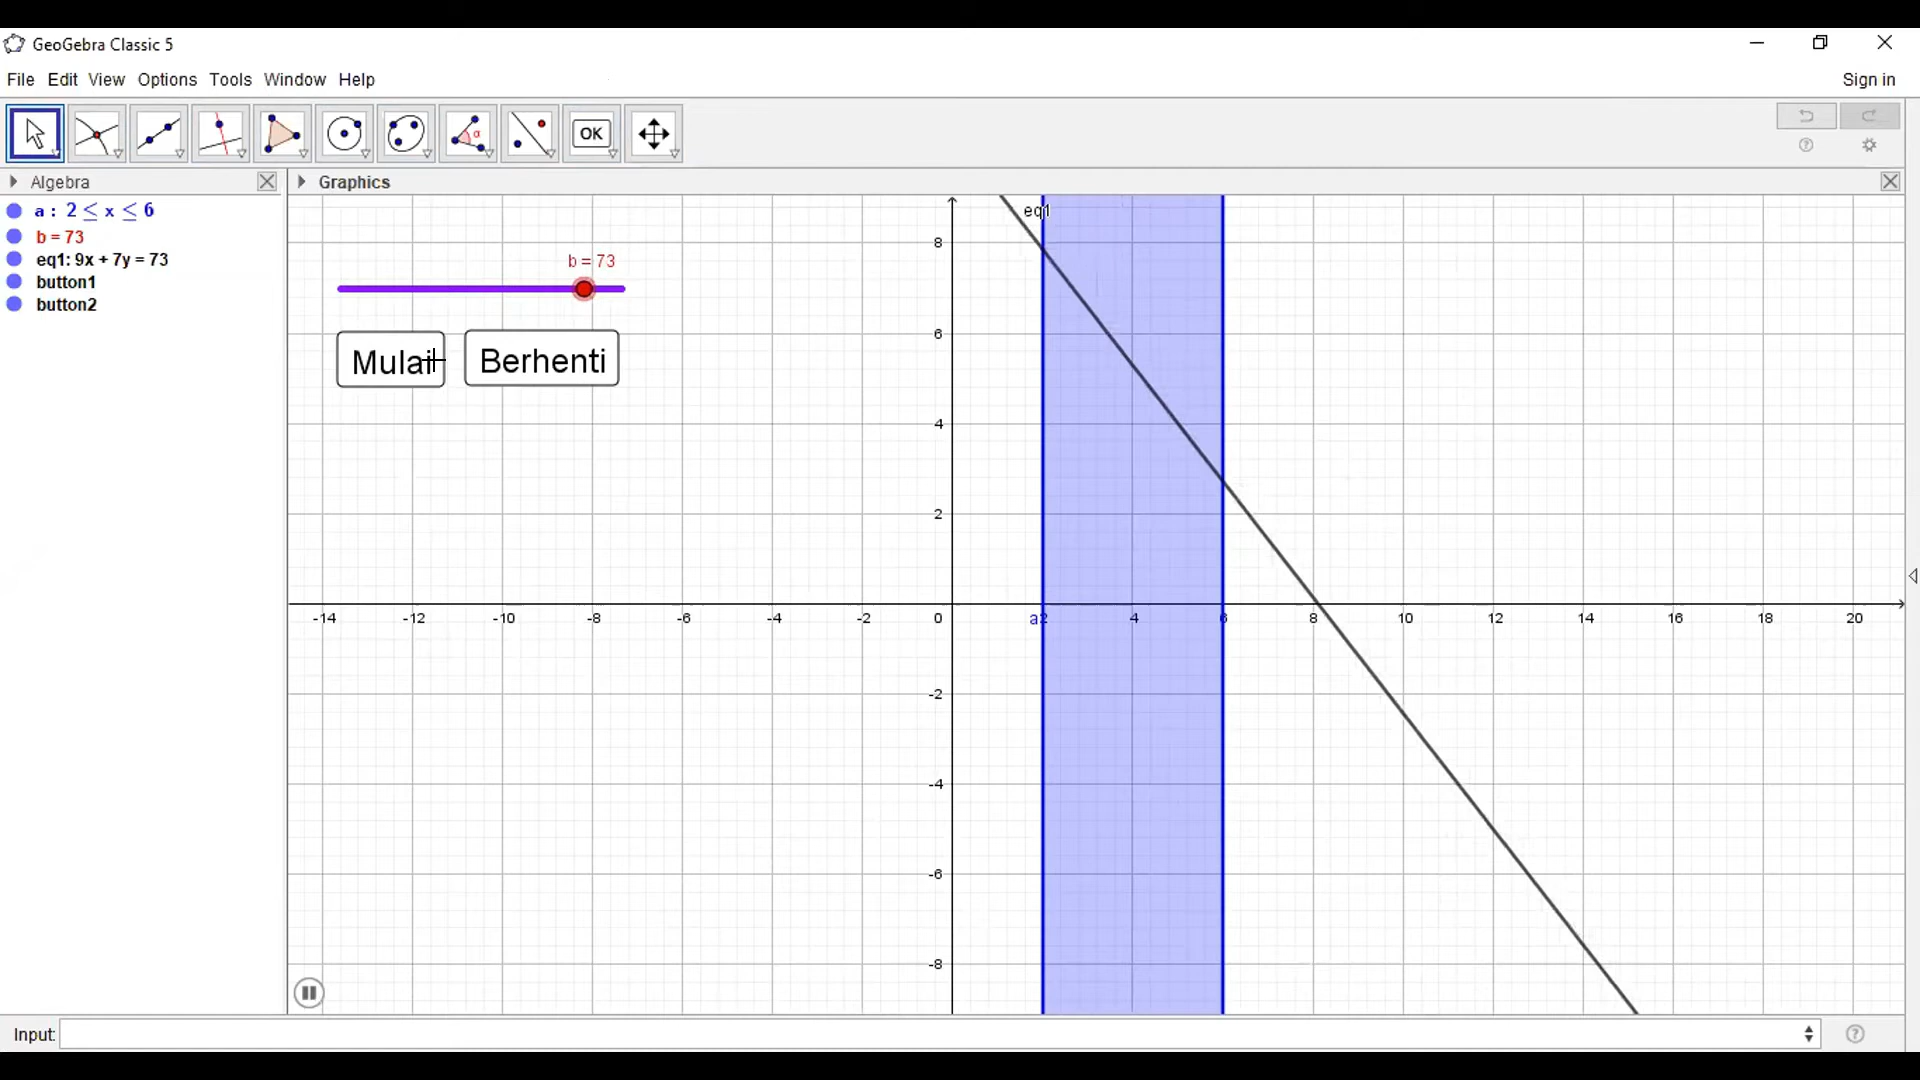 GeoGebra Classic 5
File Edit View Options Tools Window Help
Sign in
α
OK
Algebra
Graphics
a : 2 ≤ x ≤ 6
b = 73
eq1: 9x + 7y = 73
button1
button2
eq1
b = 73
Mulai
Berhenti
8
6
4
2
-14 -12 -10 -8 -6 -4 -2 0 a 2 4 6 8 10 12 14 16 18 20
-2
-4
-6
-8
Input: